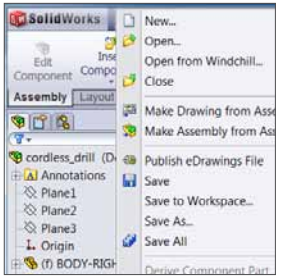 SolidWorks
Edit
Component
Inse
Compo
Assembly
Layout
cordless_drill (De
Annotations
Plane1
Plane2
Plane3
Origin
(f) BODY-RIGH
New...
Open...
Open from Windchill...
Close
Make Drawing from Asse
Make Assembly from Ass
Publish eDrawings File
Save
Save to Workspace...
Save As...
Save All
Derive Component Part